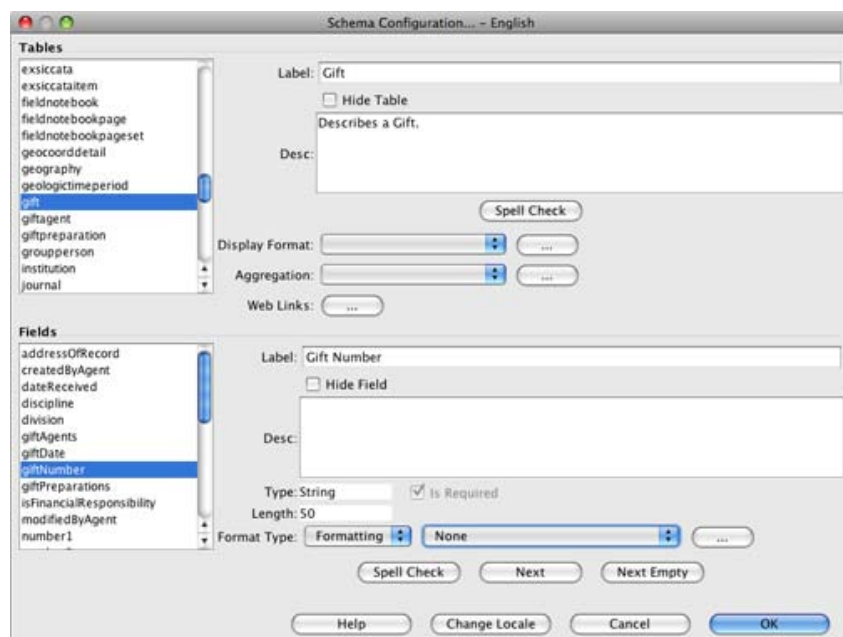 Schema Configuration... – English
Tables
exsiccata
exsiccataitem
fieldnotebook
fieldnotebookpage
fieldnotebookpageset
geocoorddetail
geography
geologictimeperiod
gift
giftagent
giftpreparation
groupperson
institution
journal
Label: Gift
Hide Table
Desc: Describes a Gift.
Spell Check
Display Format: ...
Aggregation: ...
Web Links: ...
Fields
addressOfRecord
createdByAgent
dateReceived
discipline
division
giftAgents
giftDate
giftNumber
giftPreparations
isFinancialResponsibility
modifiedByAgent
number1
Label: Gift Number
Hide Field
Desc:
Type: String Is Required
Length: 50
Format Type: Formatting None ...
Spell Check Next Next Empty
Help Change Locale Cancel OK